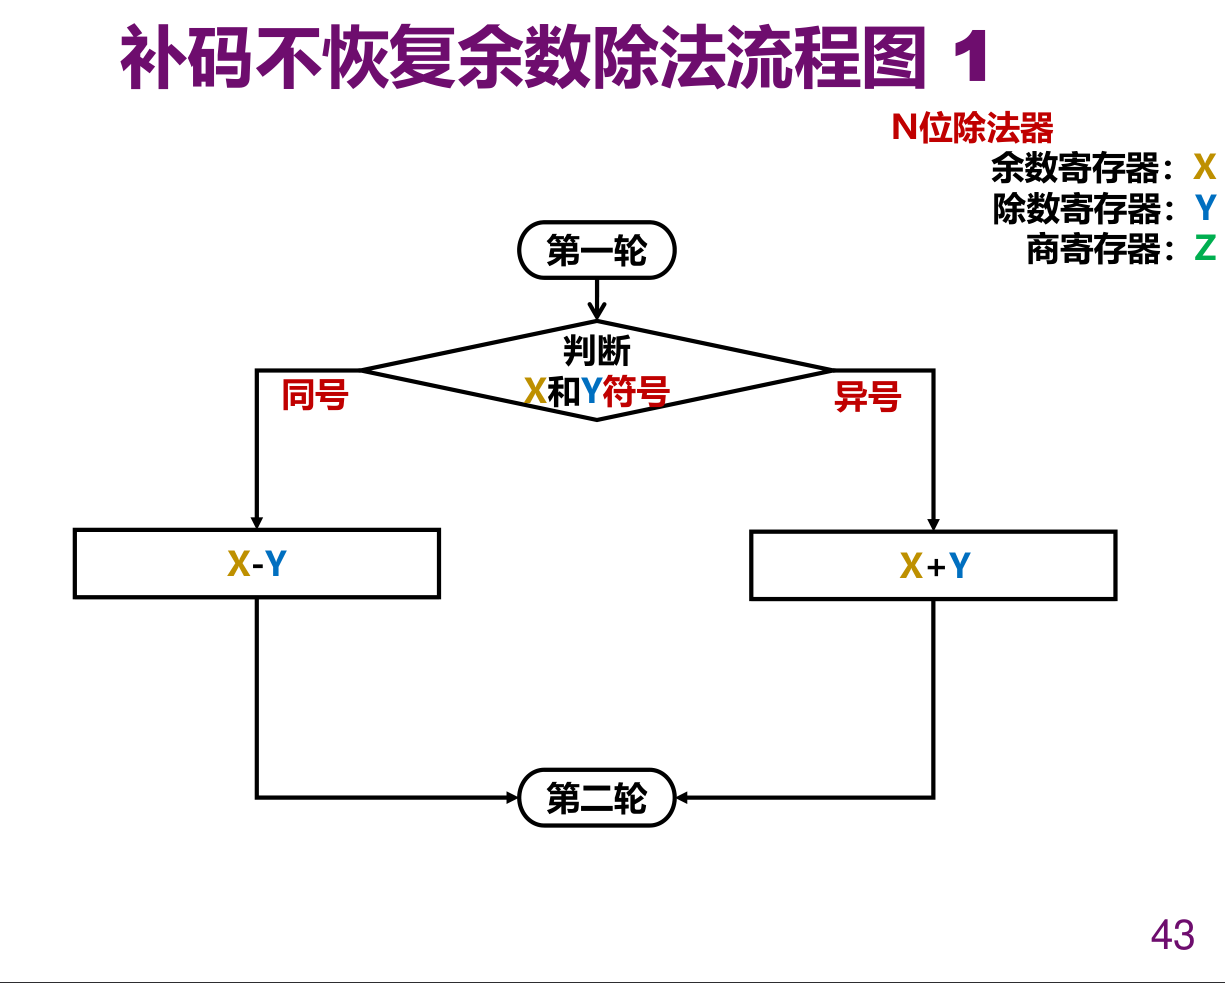 补码不恢复余数除法流程图 1
N位除法器
余数寄存器：X
除数寄存器：Y
商寄存器：Z
第一轮
判断
X和Y符号
同号
异号
X-Y
X+Y
第二轮
43